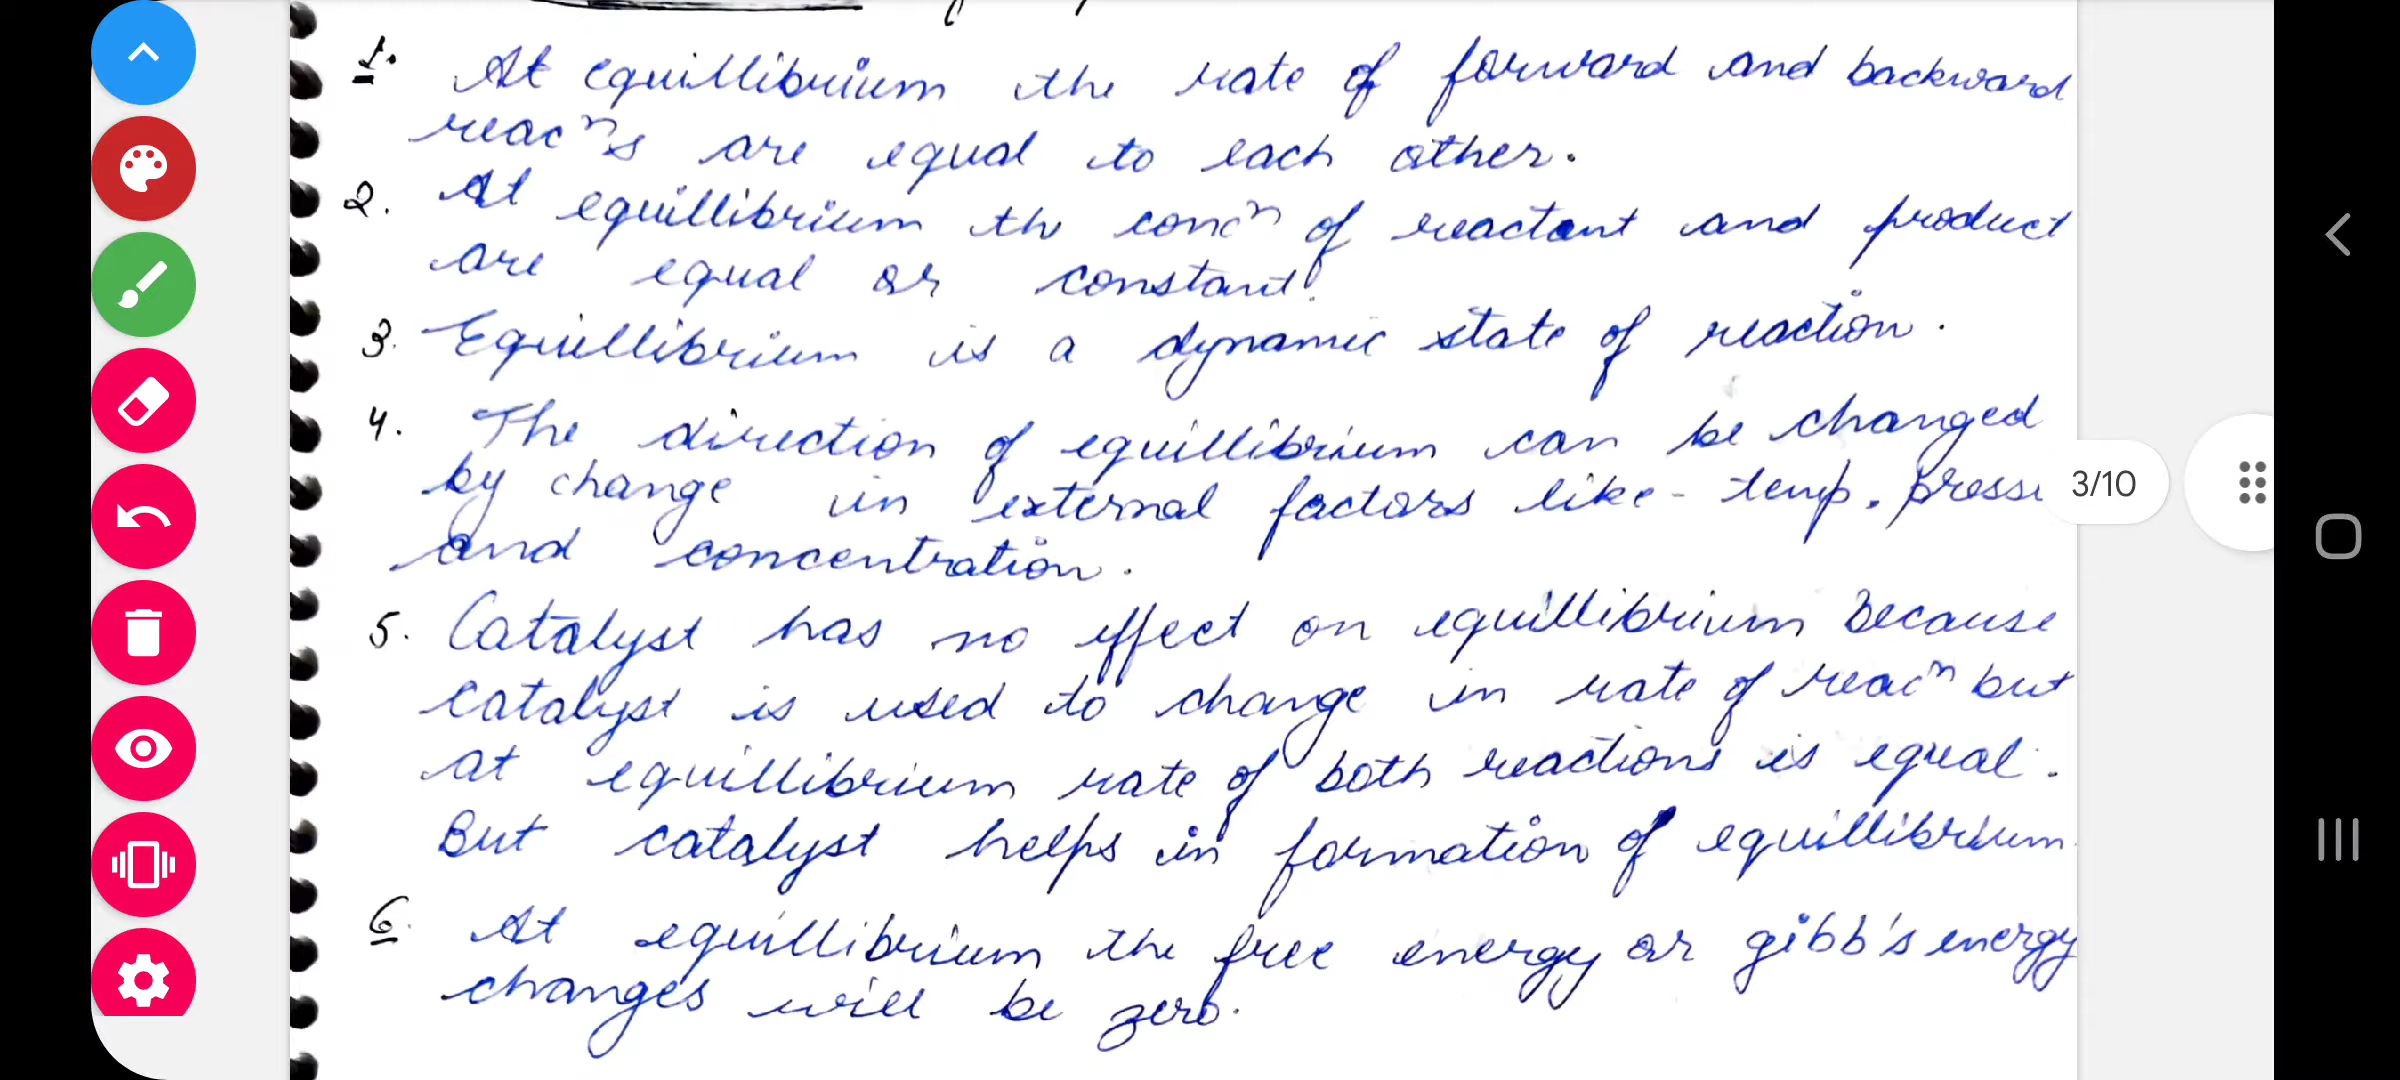 1. At equillibrium the rate of forward and backward
reacⁿs are equal to each other.
2. At equillibrium the concⁿ of reactant and product
are equal or constant.
3. Equillibrium is a dynamic state of reaction.
4. The direction of equillibrium can be changed
by change in external factors like - temp. press
and concentration.
3/10
5. Catalyst has no effect on equillibrium Because
catalyst is used to change in rate of reacⁿ but
at equillibrium rate of both reactions is equal.
But catalyst helps in formation of equillibrium
6. At equillibrium the free energy or gibb's energy
changes will be zero.